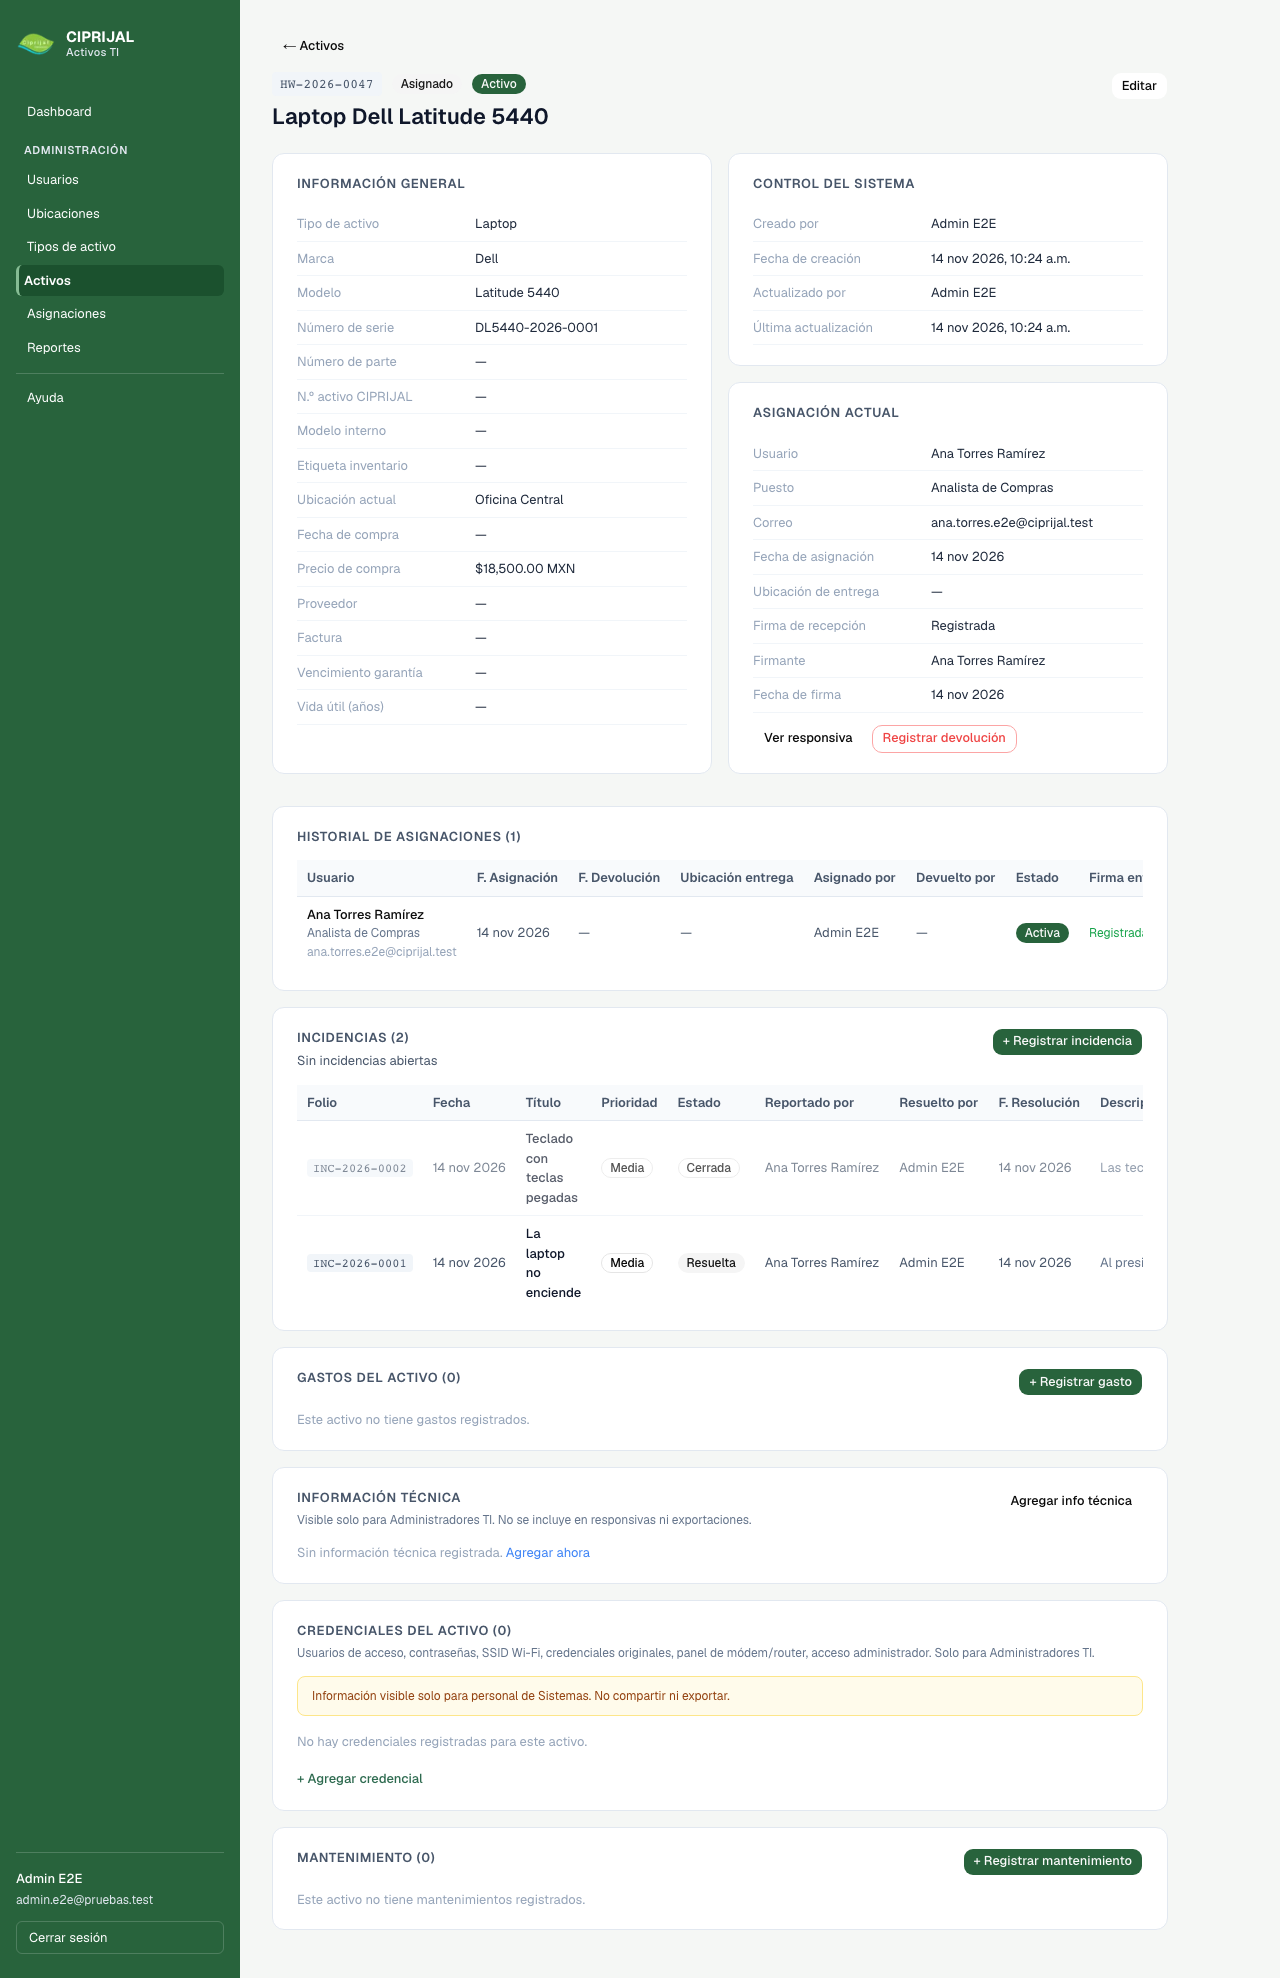 CIPRIJAL
Activos TI
Dashboard
ADMINISTRACIÓN
Usuarios
Ubicaciones
Tipos de activo
Activos
Asignaciones
Reportes
Ayuda
Admin E2E
admin.e2e@pruebas.test
Cerrar sesión
← Activos
HW-2026-0047 Asignado Activo
Editar
Laptop Dell Latitude 5440
INFORMACIÓN GENERAL
Tipo de activo Laptop
Marca Dell
Modelo Latitude 5440
Número de serie DL5440-2026-0001
Número de parte —
N.º activo CIPRIJAL —
Modelo interno —
Etiqueta inventario —
Ubicación actual Oficina Central
Fecha de compra —
Precio de compra $18,500.00 MXN
Proveedor —
Factura —
Vencimiento garantía —
Vida útil (años) —
CONTROL DEL SISTEMA
Creado por Admin E2E
Fecha de creación 14 nov 2026, 10:24 a.m.
Actualizado por Admin E2E
Última actualización 14 nov 2026, 10:24 a.m.
ASIGNACIÓN ACTUAL
Usuario Ana Torres Ramírez
Puesto Analista de Compras
Correo ana.torres.e2e@ciprijal.test
Fecha de asignación 14 nov 2026
Ubicación de entrega —
Firma de recepción Registrada
Firmante Ana Torres Ramírez
Fecha de firma 14 nov 2026
Ver responsiva Registrar devolución
HISTORIAL DE ASIGNACIONES (1)
Usuario F. Asignación F. Devolución Ubicación entrega Asignado por Devuelto por Estado Firma en
Ana Torres Ramírez
Analista de Compras
ana.torres.e2e@ciprijal.test
14 nov 2026 — — Admin E2E — Activa Registrada
INCIDENCIAS (2)
+ Registrar incidencia
Sin incidencias abiertas
Folio Fecha Título Prioridad Estado Reportado por Resuelto por F. Resolución Descrip
INC-2026-0002 14 nov 2026
Teclado
con
teclas
pegadas
Media Cerrada Ana Torres Ramírez Admin E2E 14 nov 2026 Las tec
INC-2026-0001 14 nov 2026
La
laptop
no
enciende
Media Resuelta Ana Torres Ramírez Admin E2E 14 nov 2026 Al presi
GASTOS DEL ACTIVO (0)
+ Registrar gasto
Este activo no tiene gastos registrados.
INFORMACIÓN TÉCNICA
Agregar info técnica
Visible solo para Administradores TI. No se incluye en responsivas ni exportaciones.
Sin información técnica registrada. Agregar ahora
CREDENCIALES DEL ACTIVO (0)
Usuarios de acceso, contraseñas, SSID Wi-Fi, credenciales originales, panel de módem/router, acceso administrador. Solo para Administradores TI.
Información visible solo para personal de Sistemas. No compartir ni exportar.
No hay credenciales registradas para este activo.
+ Agregar credencial
MANTENIMIENTO (0)
+ Registrar mantenimiento
Este activo no tiene mantenimientos registrados.